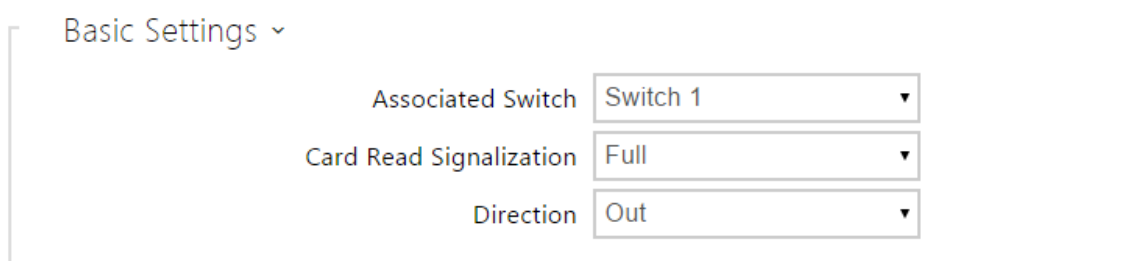 Basic Settings
Associated Switch Switch 1
Card Read Signalization Full
Direction Out